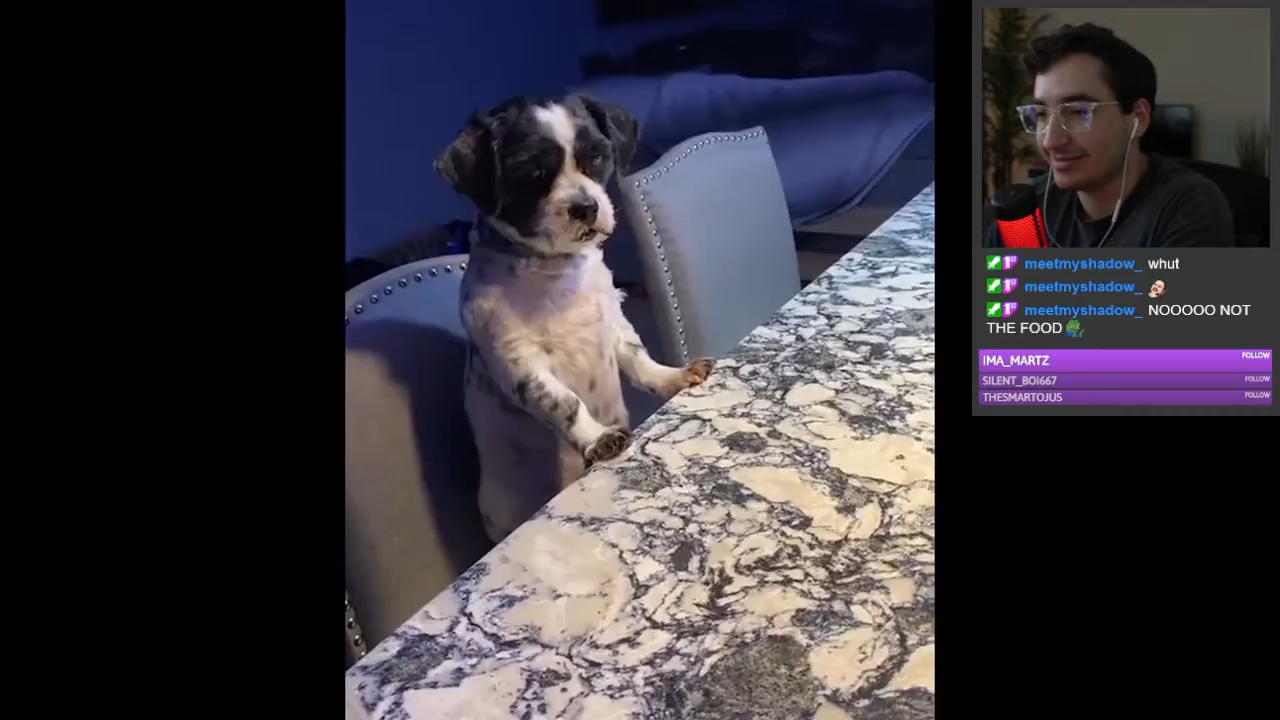 meetmyshadow_ whut
meetmyshadow_
meetmyshadow_ NOOOOO NOT
THE FOOD
IMA_MARTZ FOLLOW
SILENT_BOI667 FOLLOW
THESMARTOJUS FOLLOW